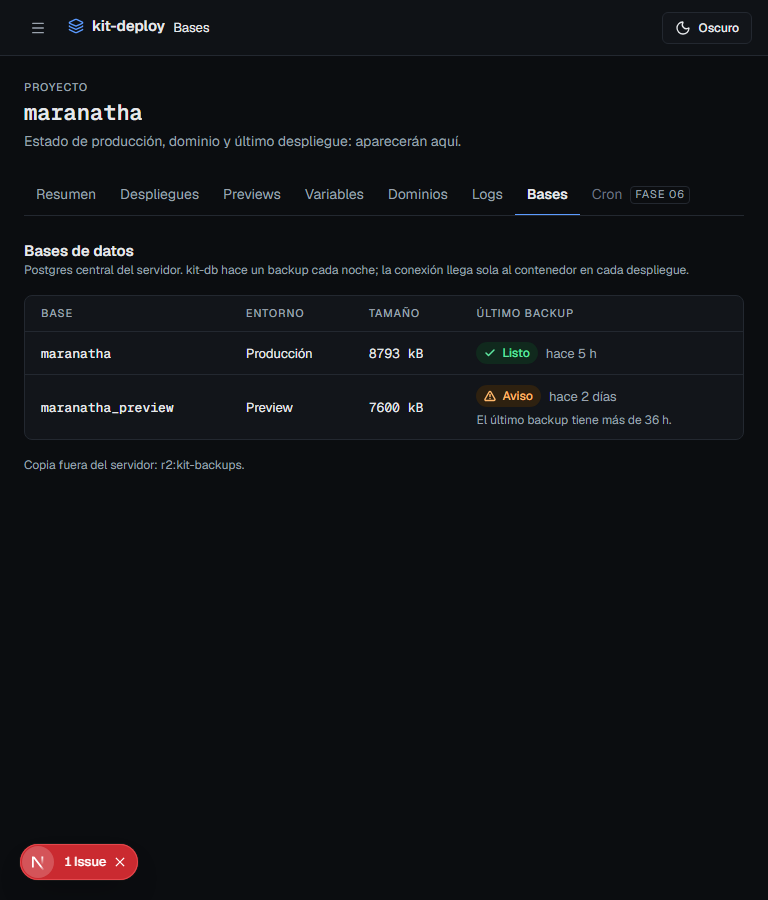 kit-deploy Bases Oscuro
PROYECTO
maranatha
Estado de producción, dominio y último despliegue: aparecerán aquí.
Resumen Despliegues Previews Variables Dominios Logs Bases Cron FASE 06
Bases de datos
Postgres central del servidor. kit-db hace un backup cada noche; la conexión llega sola al contenedor en cada despliegue.
BASE ENTORNO TAMAÑO ÚLTIMO BACKUP
maranatha Producción 8793 kB Listo hace 5 h
maranatha_preview Preview 7600 kB Aviso hace 2 días
El último backup tiene más de 36 h.
Copia fuera del servidor: r2:kit-backups.
N 1 Issue